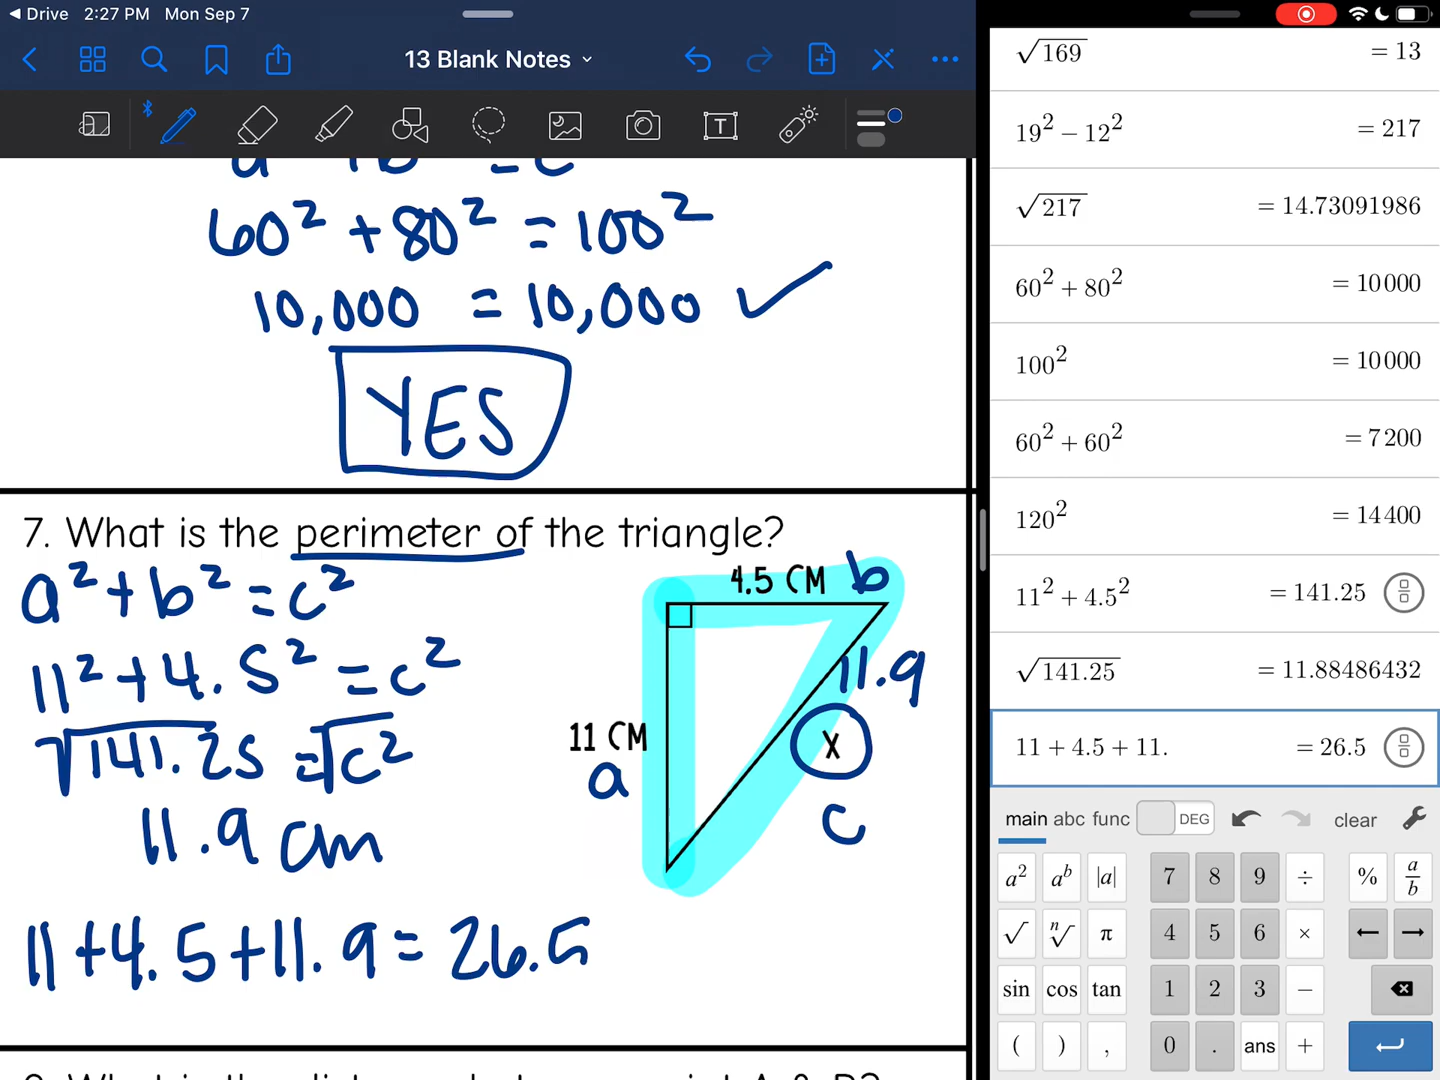 Drive 2:27 PM Mon Sep 7
13 Blank Notes
T
60² + 80² = 100²
10,000 = 10,000 ✓
YES
7. What is the perimeter of the triangle?
a² + b² = c²
11² + 4.5² = c²
√141.25 = √c²
11.9 cm
11 + 4.5 + 11.9 = 26.5
4.5 CM b
11.9
11 CM
a
x
c
√169 = 13
19² − 12² = 217
√217 = 14.73091986
60² + 80² = 10000
100² = 10000
60² + 60² = 7200
120² = 14400
11² + 4.5² = 141.25
√141.25 = 11.88486432
11 + 4.5 + 11. = 26.5
main abc func DEG clear
a² aᵇ |a| 7 8 9 ÷ % a/b
√ ⁿ√ π 4 5 6 × ← →
sin cos tan 1 2 3 −
( ) , 0 . ans +